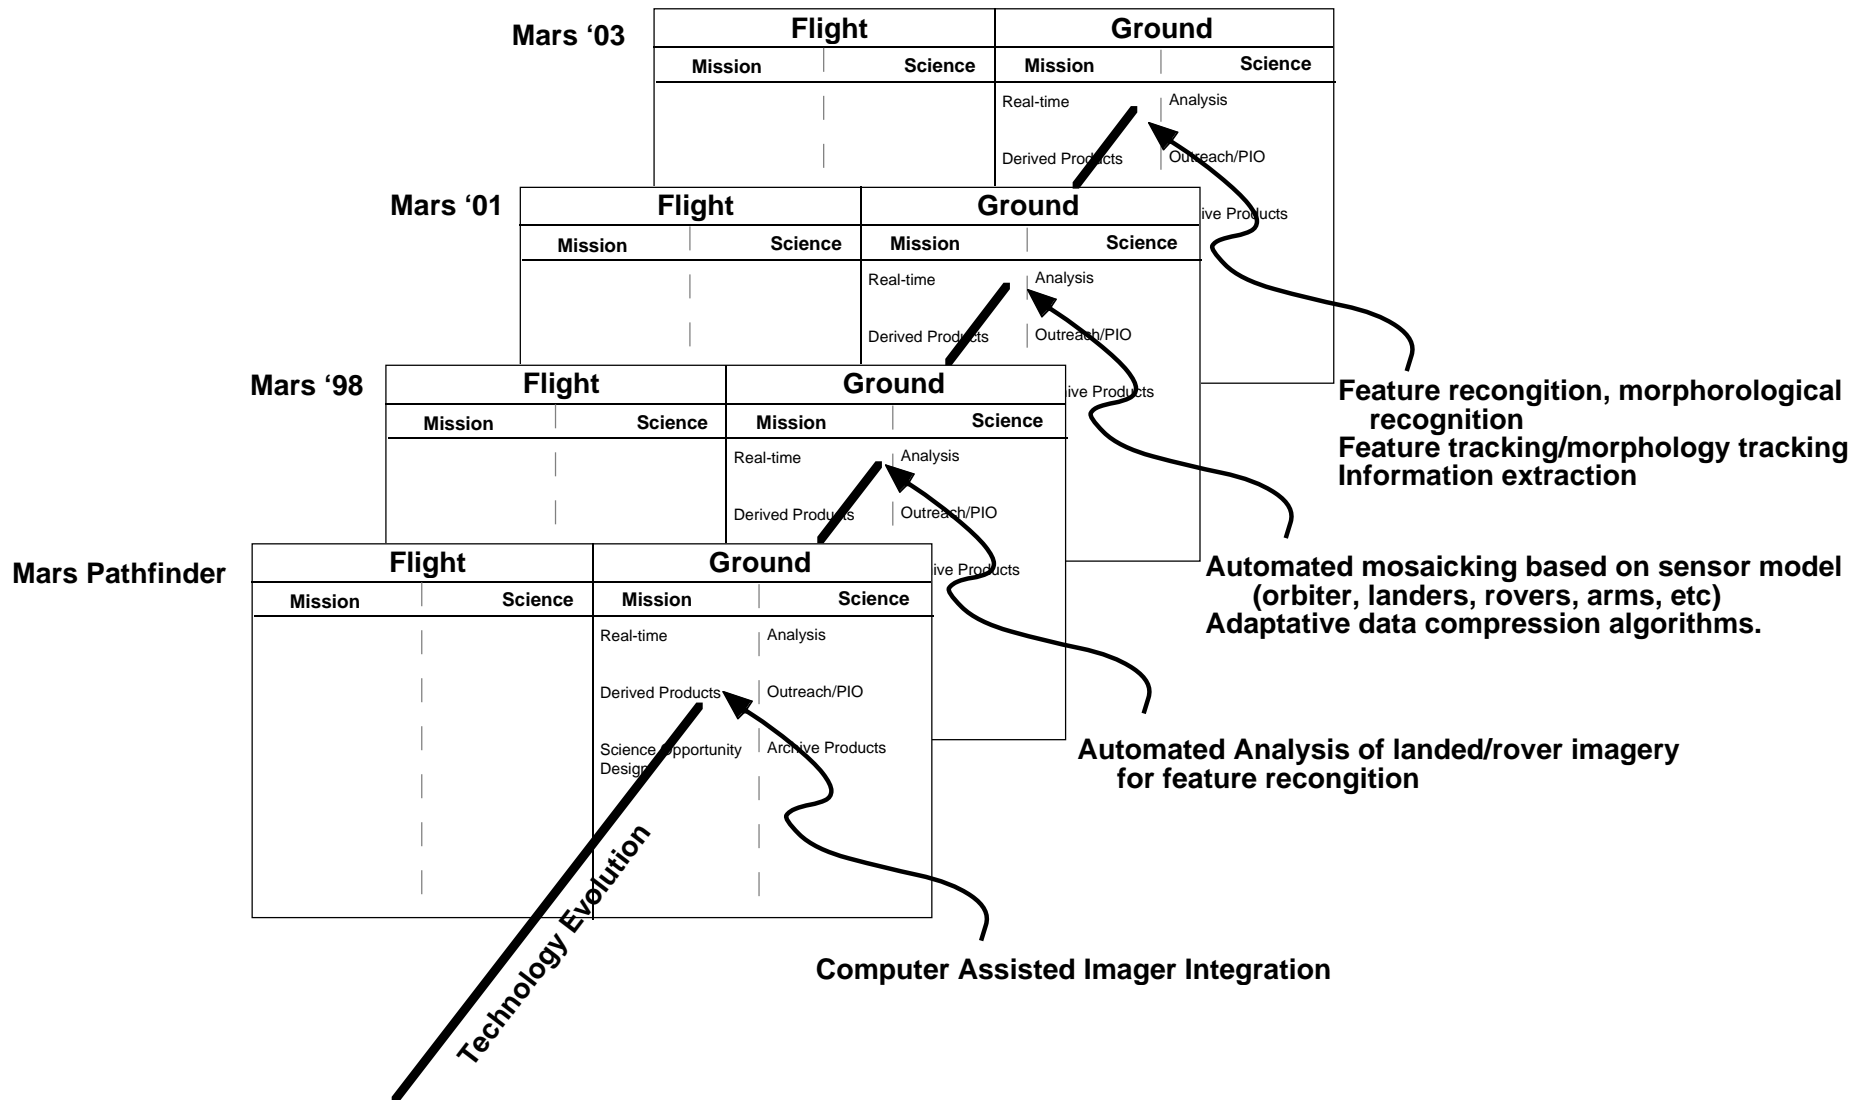 Mars ‘03
Flight
Ground
Mission
Science
Mission
Science
Real-time
Analysis
Derived Products
Outreach/PIO
ive Products
Mars ‘01
Flight
Ground
Mission
Science
Mission
Science
Real-time
Analysis
Derived Products
Outreach/PIO
ive Products
Mars ‘98
Flight
Ground
Mission
Science
Mission
Science
Real-time
Analysis
Derived Products
Outreach/PIO
ive Products
Mars Pathfinder
Flight
Ground
Mission
Science
Mission
Science
Real-time
Analysis
Derived Products
Outreach/PIO
Science Opportunity
Design
Archive Products
Technology Evolution
Feature recongition, morphorological
recognition
Feature tracking/morphology tracking
Information extraction
Automated mosaicking based on sensor model
(orbiter, landers, rovers, arms, etc)
Adaptative data compression algorithms.
Automated Analysis of landed/rover imagery
for feature recongition
Computer Assisted Imager Integration